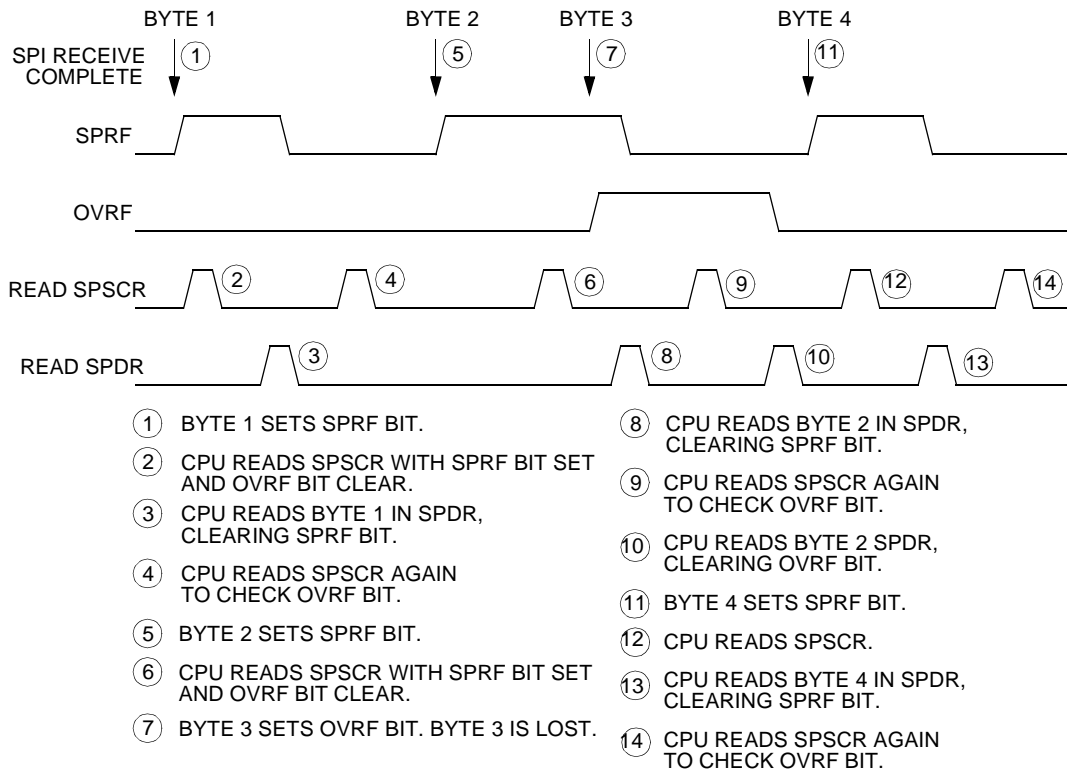 BYTE 1 BYTE 2 BYTE 3 BYTE 4
SPI RECEIVE
COMPLETE
1 5 7 11
SPRF
OVRF
READ SPSCR
2 4 6 9 12 14
READ SPDR
3 8 10 13
1 BYTE 1 SETS SPRF BIT.
2 CPU READS SPSCR WITH SPRF BIT SET
AND OVRF BIT CLEAR.
3 CPU READS BYTE 1 IN SPDR,
CLEARING SPRF BIT.
4 CPU READS SPSCR AGAIN
TO CHECK OVRF BIT.
5 BYTE 2 SETS SPRF BIT.
6 CPU READS SPSCR WITH SPRF BIT SET
AND OVRF BIT CLEAR.
7 BYTE 3 SETS OVRF BIT. BYTE 3 IS LOST.
8 CPU READS BYTE 2 IN SPDR,
CLEARING SPRF BIT.
9 CPU READS SPSCR AGAIN
TO CHECK OVRF BIT.
10 CPU READS BYTE 2 SPDR,
CLEARING OVRF BIT.
11 BYTE 4 SETS SPRF BIT.
12 CPU READS SPSCR.
13 CPU READS BYTE 4 IN SPDR,
CLEARING SPRF BIT.
14 CPU READS SPSCR AGAIN
TO CHECK OVRF BIT.